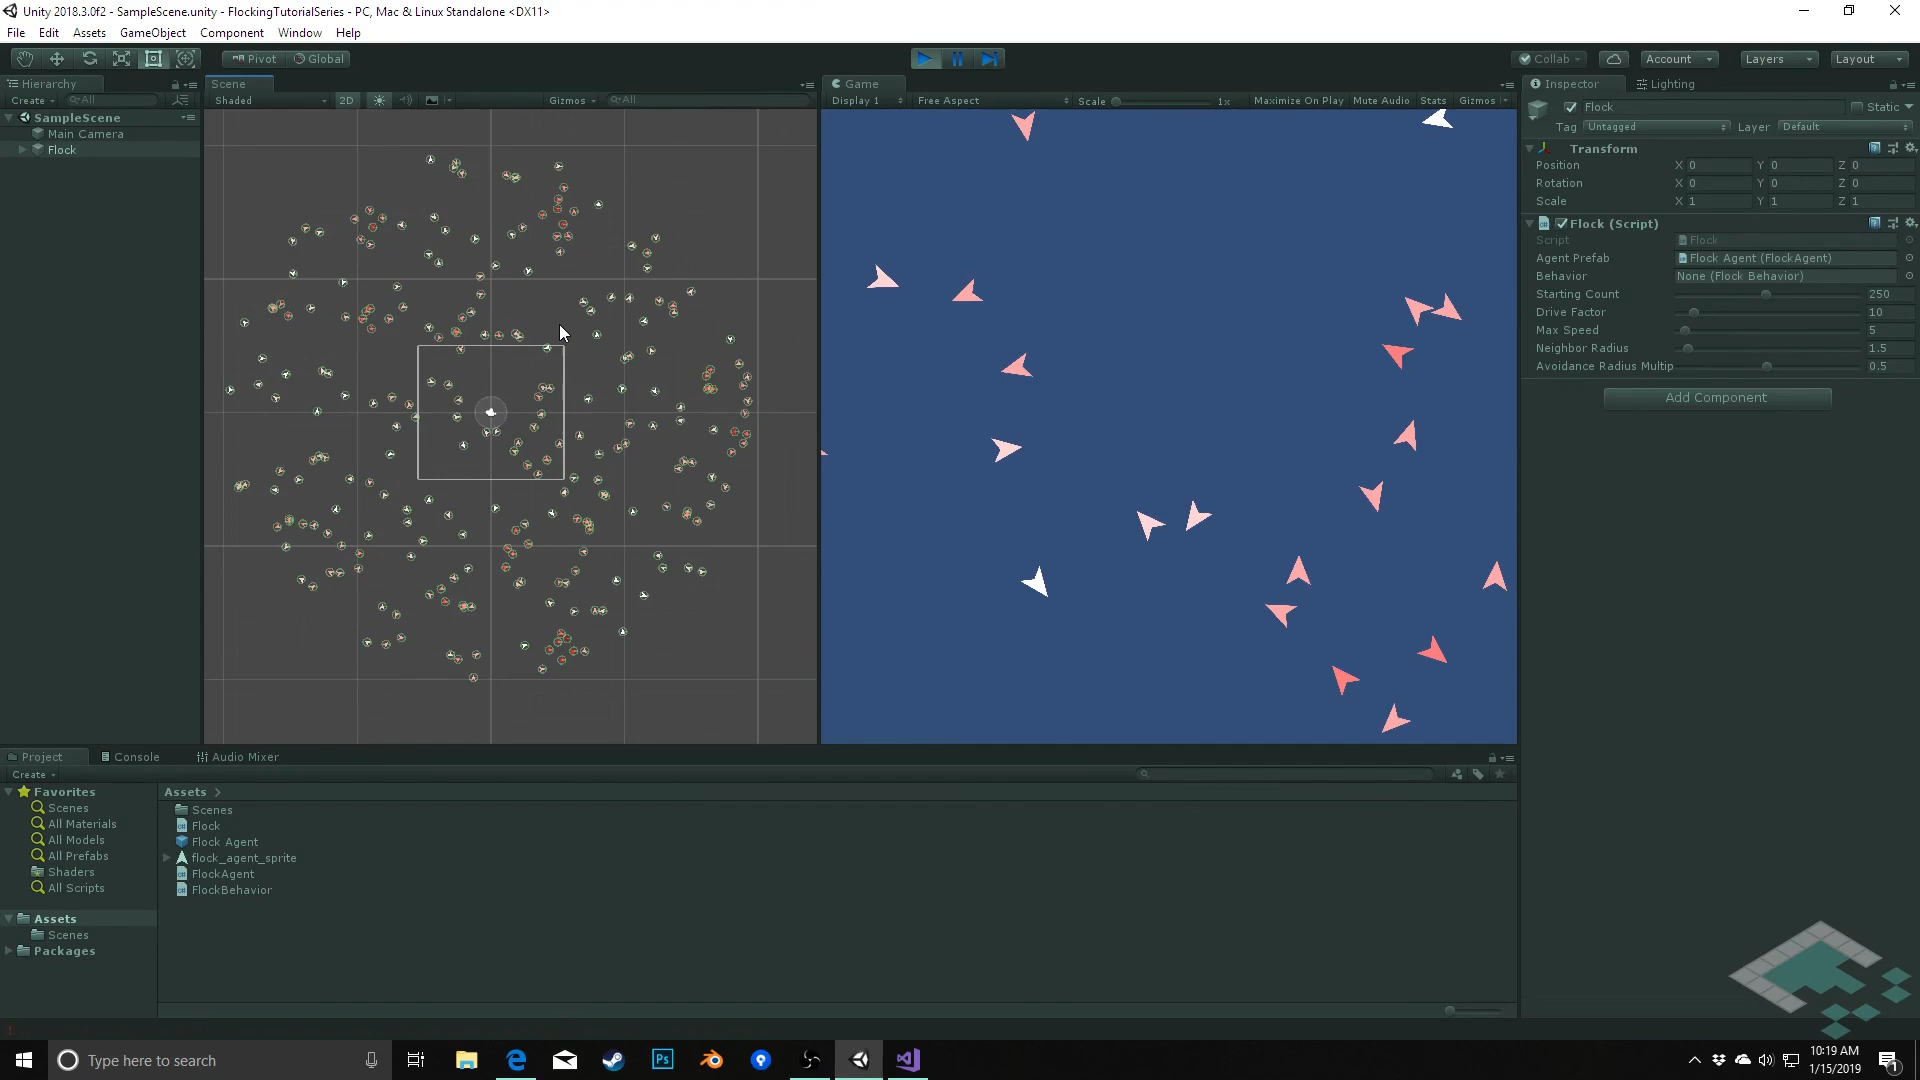 Unity 2018.3.0f2 - SampleScene.unity - FlockingTutorialSeries - PC, Mac & Linux Standalone <DX11>
File Edit Assets GameObject Component Window Help
Pivot Global Collab Account Layers Layout
Hierarchy
Create All
SampleScene
Main Camera
Flock
Scene
Shaded 2D Gizmos All
Game
Display 1 Free Aspect Scale 1x Maximize On Play Mute Audio Stats Gizmos
Inspector Lighting
Flock Static
Tag Untagged Layer Default
Transform
Position X 0 Y 0 Z 0
Rotation X 0 Y 0 Z 0
Scale X 1 Y 1 Z 1
Flock (Script)
Script Flock
Agent Prefab Flock Agent (FlockAgent)
Behavior None (Flock Behavior)
Starting Count 250
Drive Factor 10
Max Speed 5
Neighbor Radius 1.5
Avoidance Radius Multip 0.5
Add Component
Project Console Audio Mixer
Create
Favorites
Scenes
All Materials
All Models
All Prefabs
Shaders
All Scripts
Assets
Scenes
Packages
Assets
Scenes
Flock
Flock Agent
flock_agent_sprite
FlockAgent
FlockBehavior
Type here to search
Ps
10:19 AM
1/15/2019
1